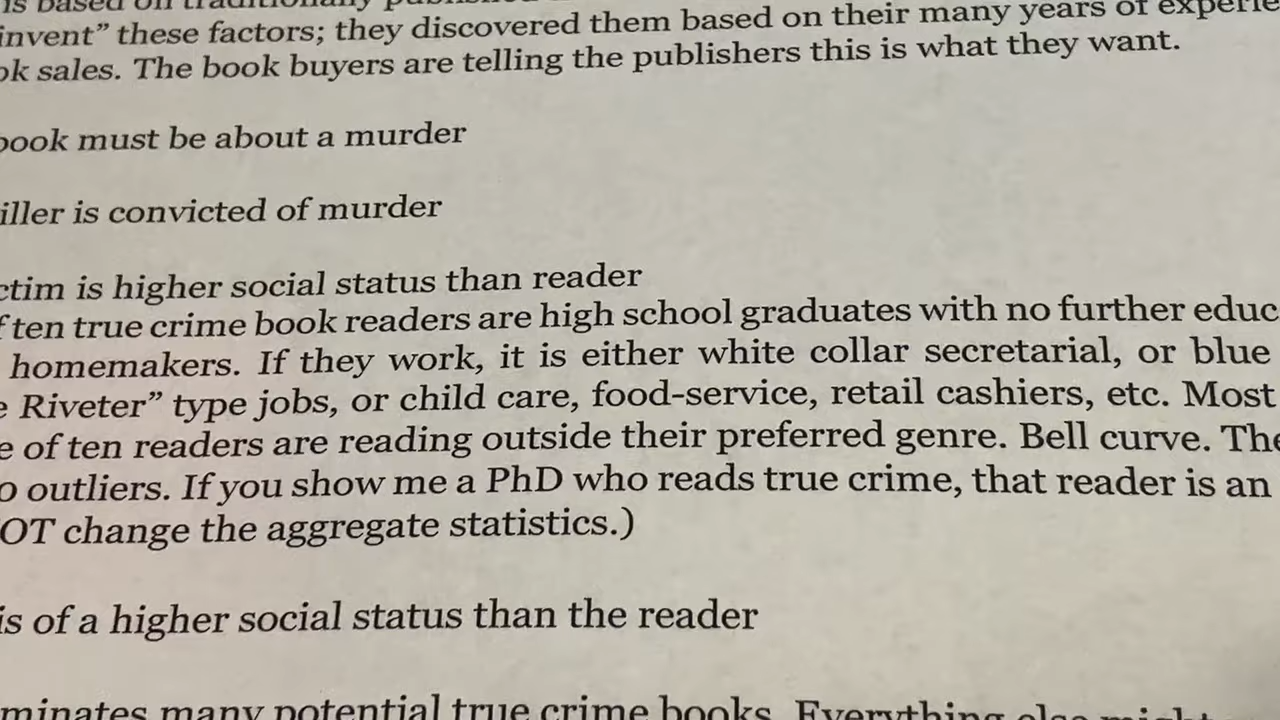 is based on traditionally published
invent” these factors; they discovered them based on their many years of experie
ok sales. The book buyers are telling the publishers this is what they want.
book must be about a murder
iller is convicted of murder
ctim is higher social status than reader
ften true crime book readers are high school graduates with no further educ
homemakers. If they work, it is either white collar secretarial, or blue
e Riveter” type jobs, or child care, food-service, retail cashiers, etc. Most
e of ten readers are reading outside their preferred genre. Bell curve. The
o outliers. If you show me a PhD who reads true crime, that reader is an
OT change the aggregate statistics.)
is of a higher social status than the reader
minates many potential true crime books. Everything else might